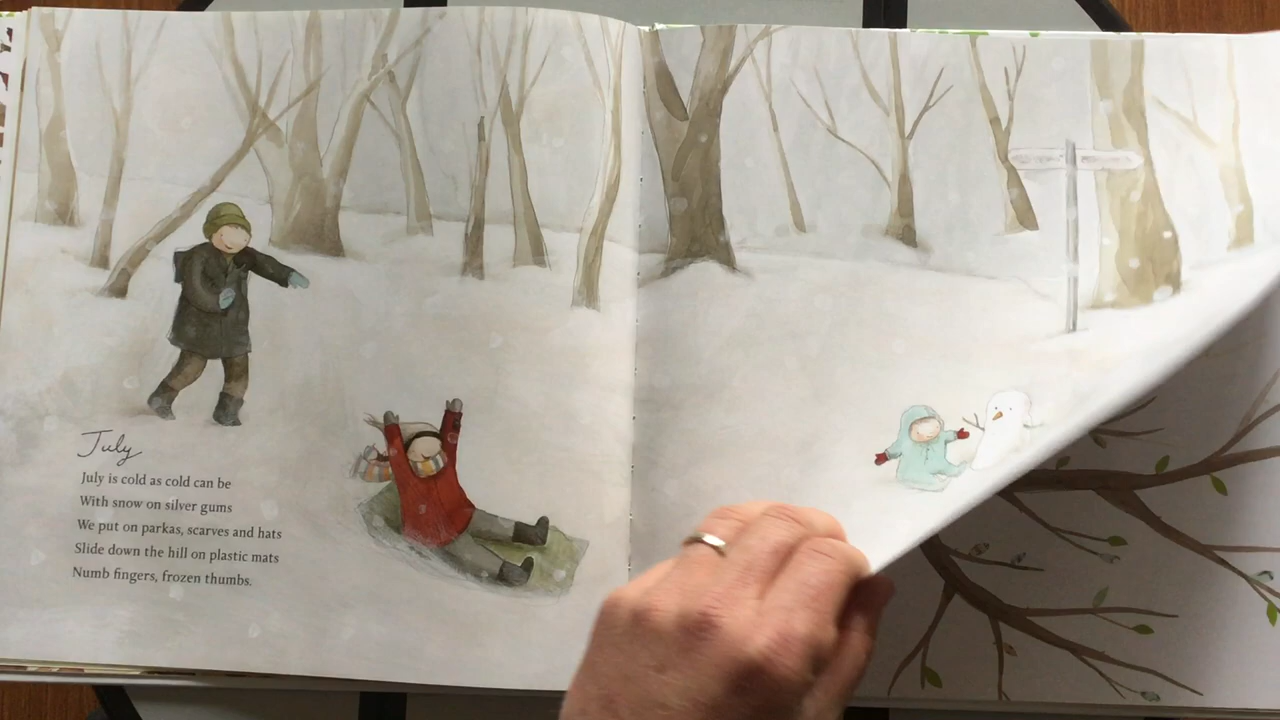 July
July is cold as cold can be
With snow on silver gums
We put on parkas, scarves and hats
Slide down the hill on plastic mats
Numb fingers, frozen thumbs.